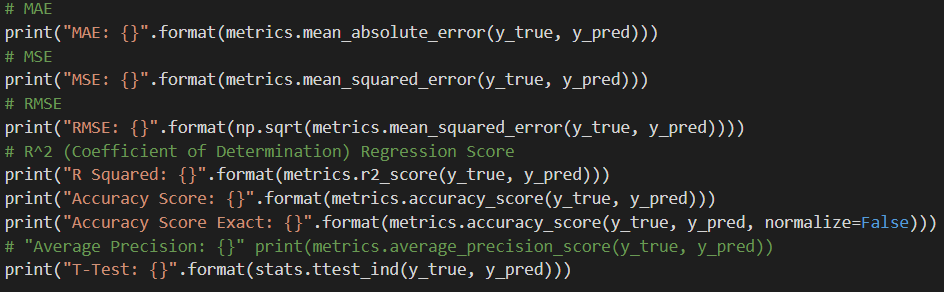 # MAE
print("MAE: {}".format(metrics.mean_absolute_error(y_true, y_pred)))
# MSE
print("MSE: {}".format(metrics.mean_squared_error(y_true, y_pred)))
# RMSE
print("RMSE: {}".format(np.sqrt(metrics.mean_squared_error(y_true, y_pred))))
# R^2 (Coefficient of Determination) Regression Score
print("R Squared: {}".format(metrics.r2_score(y_true, y_pred)))
print("Accuracy Score: {}".format(metrics.accuracy_score(y_true, y_pred)))
print("Accuracy Score Exact: {}".format(metrics.accuracy_score(y_true, y_pred, normalize=False)))
# "Average Precision: {}" print(metrics.average_precision_score(y_true, y_pred))
print("T-Test: {}".format(stats.ttest_ind(y_true, y_pred)))